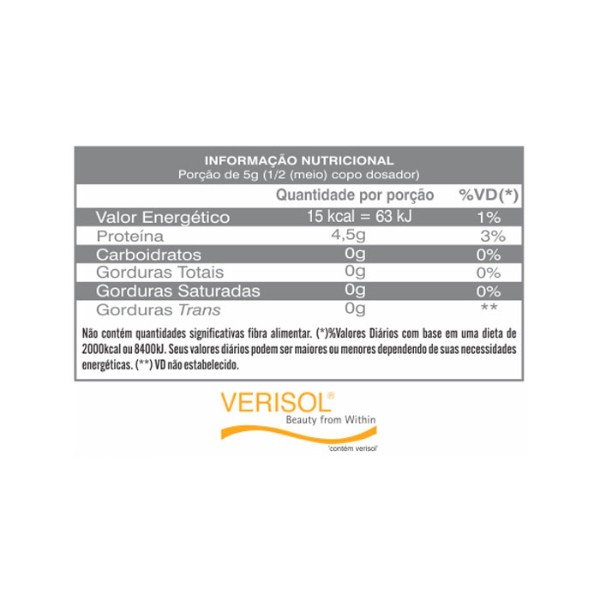 INFORMAÇÃO NUTRICIONAL
Porção de 5g (1/2 (meio) copo dosador)
Quantidade por porção %VD(*)
Valor Energético 15 kcal = 63 kJ 1%
Proteína 4,5g 3%
Carboidratos 0g 0%
Gorduras Totais 0g 0%
Gorduras Saturadas 0g 0%
Gorduras Trans 0g **
Não contém quantidades significativas fibra alimentar. (*)%Valores Diários com base em uma dieta de
2000kcal ou 8400kJ. Seus valores diários podem ser maiores ou menores dependendo de suas necessidades
energéticas. (**) VD não estabelecido.
VERISOL®
Beauty from Within
'contém verisol'